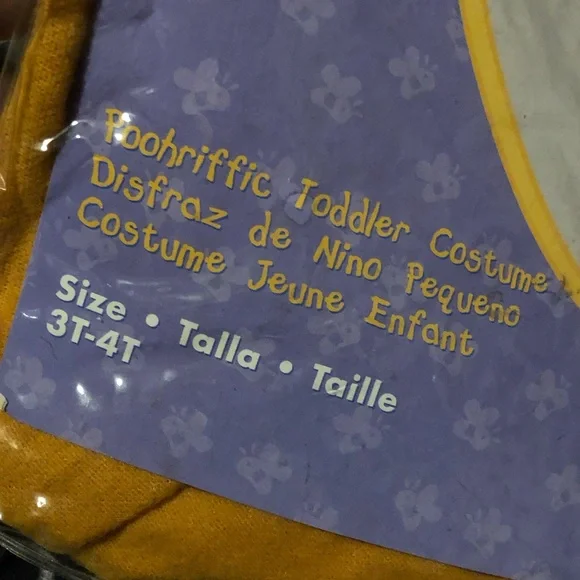 Poohriffic Toddler Costume
Disfraz de Nino Pequeno
Costume Jeune Enfant
Size • Talla • Taille
3T-4T